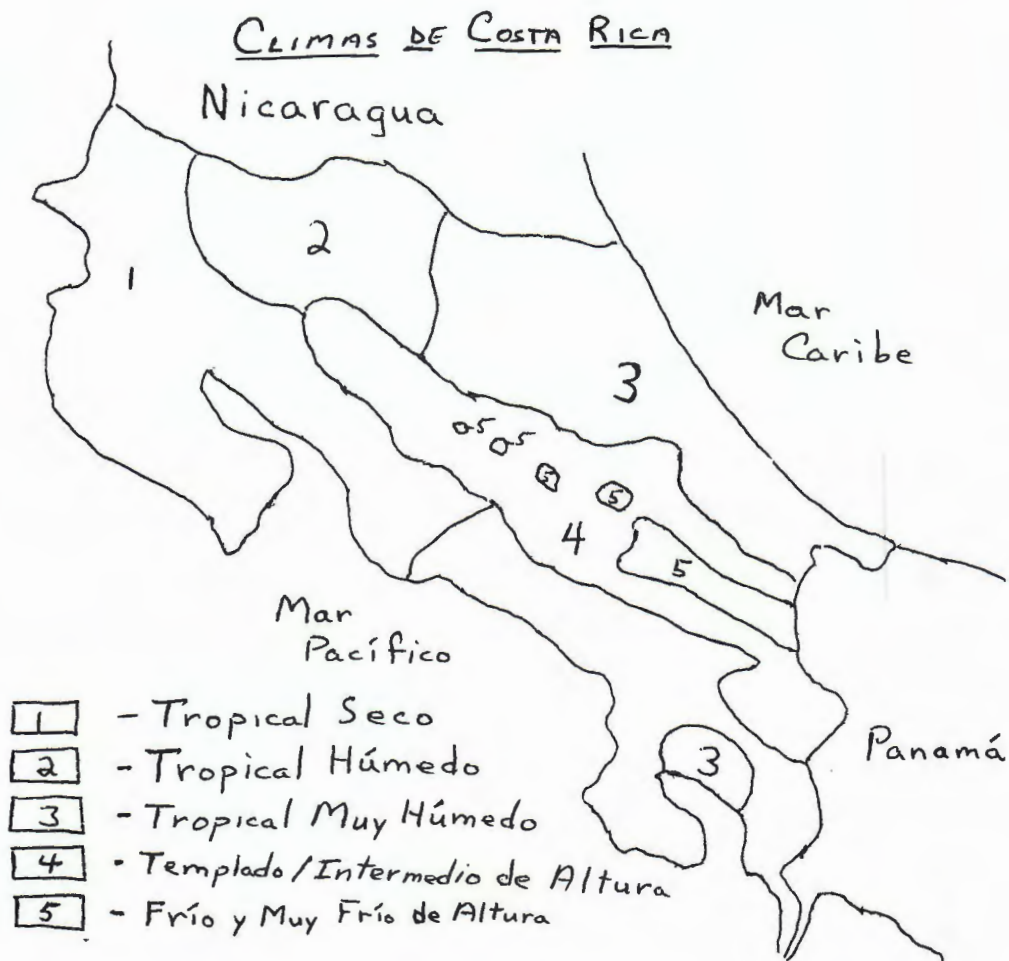 CLIMAS DE COSTA RICA
Nicaragua
1
2
Mar
Caribe
3
5
5
5
5
4
5
Mar
Pacífico
3
Panamá
1 - Tropical Seco
2 - Tropical Húmedo
3 - Tropical Muy Húmedo
4 - Templado/Intermedio de Altura
5 - Frío y Muy Frío de Altura